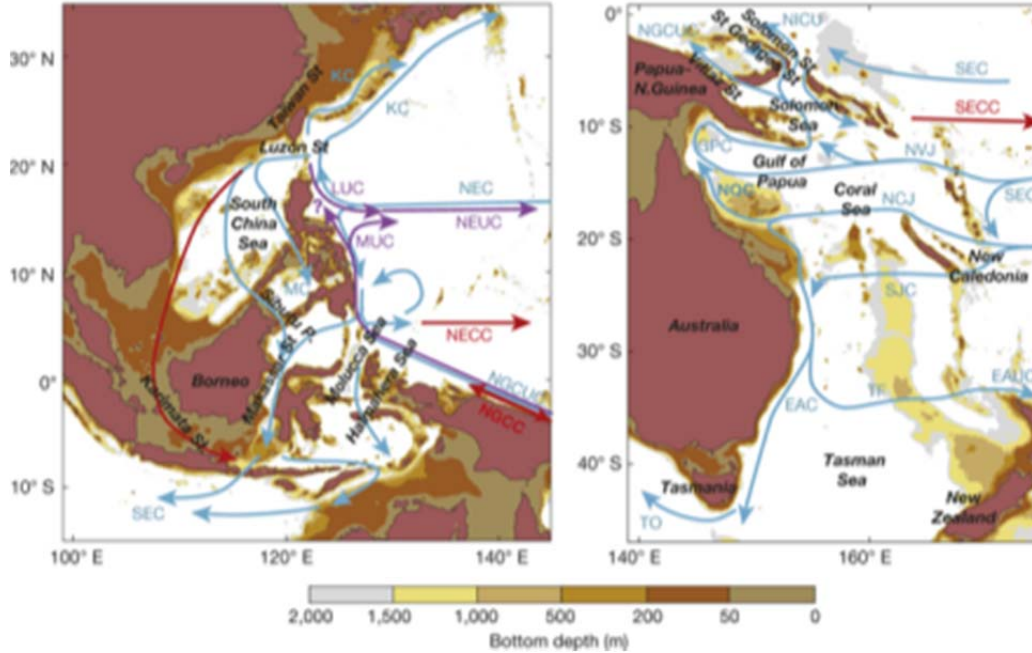 30° N
20° N
10° N
0°
10° S
100° E
120° E
140° E
Taiwan St
KC
KC
Luzon St
LUC
NEC
NEUC
?
MUC
South
China
Sea
MC
Sibutu P.
NECC
Makassar St
Molucca Sea
Halmahera Sea
Borneo
Karimata St.
NGCUC
NGCC
SEC
0°
10° S
20° S
30° S
40° S
140° E
160° E
NGCUC
NICU
Solomon St
St Georges St
Vitiaz St
Papua-
N.Guinea
Solomon
Sea
SEC
SECC
GPC
Gulf of
Papua
NVJ
NQC
Coral
Sea
NCJ
New
Caledonia
SJC
Australia
EAC
TF
EAUC
Tasman
Sea
Tasmania
TO
New
Zealand
2,000
1,500
1,000
500
200
50
0
Bottom depth (m)